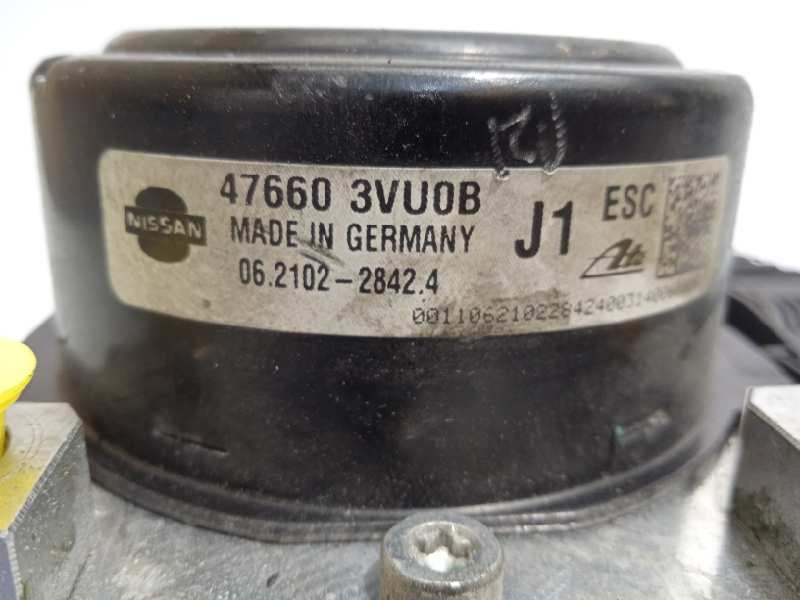 47660 3VU0B
NISSAN
MADE IN GERMANY
06.2102-2842.4
J1
ESC
Ate